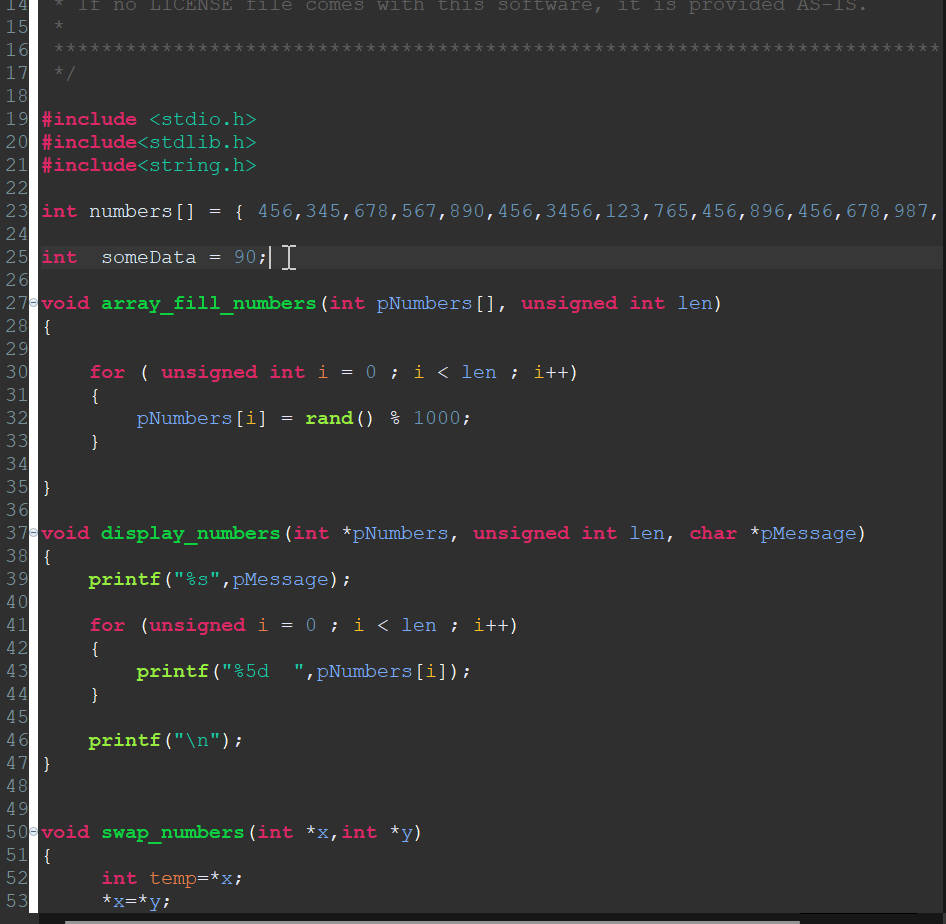 14  * If no LICENSE file comes with this software, it is provided AS-IS.
15  *
16  **************************************************************************
17  */
18
19 #include <stdio.h>
20 #include<stdlib.h>
21 #include<string.h>
22
23 int numbers[] = { 456,345,678,567,890,456,3456,123,765,456,896,456,678,987,
24
25 int  someData = 90;
26
27 void array_fill_numbers(int pNumbers[], unsigned int len)
28 {
29
30     for ( unsigned int i = 0 ; i < len ; i++)
31     {
32         pNumbers[i] = rand() % 1000;
33     }
34
35 }
36
37 void display_numbers(int *pNumbers, unsigned int len, char *pMessage)
38 {
39     printf("%s",pMessage);
40
41     for (unsigned i = 0 ; i < len ; i++)
42     {
43         printf("%5d  ",pNumbers[i]);
44     }
45
46     printf("\n");
47 }
48
49
50 void swap_numbers(int *x,int *y)
51 {
52      int temp=*x;
53      *x=*y;